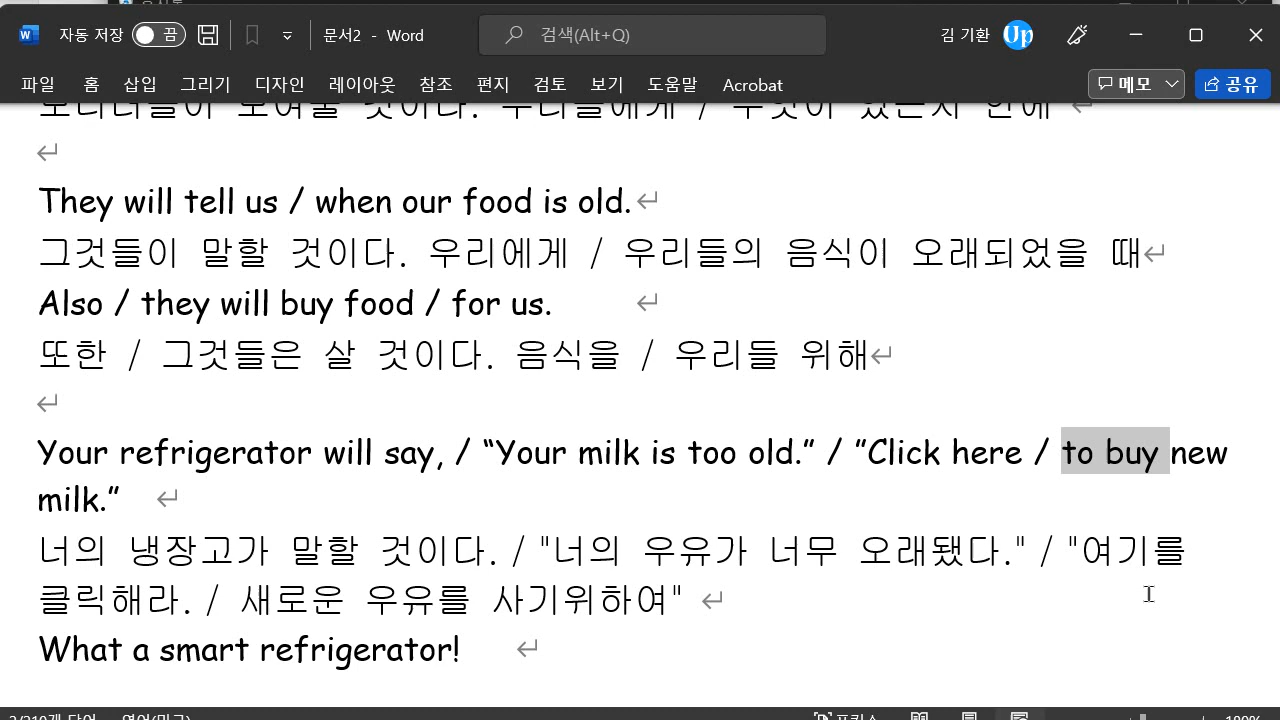 자동 저장 끔 문서2 - Word 검색(Alt+Q) 김 기환 Up
파일 홈 삽입 그리기 디자인 레이아웃 참조 편지 검토 보기 도움말 Acrobat 메모 공유
They will tell us / when our food is old.
그것들이 말할 것이다. 우리에게 / 우리들의 음식이 오래되었을 때
Also / they will buy food / for us.
또한 / 그것들은 살 것이다. 음식을 / 우리들 위해
Your refrigerator will say, / “Your milk is too old.” / ”Click here / to buy new
milk.”
너의 냉장고가 말할 것이다. / "너의 우유가 너무 오래됐다." / "여기를
클릭해라. / 새로운 우유를 사기위하여"
What a smart refrigerator!